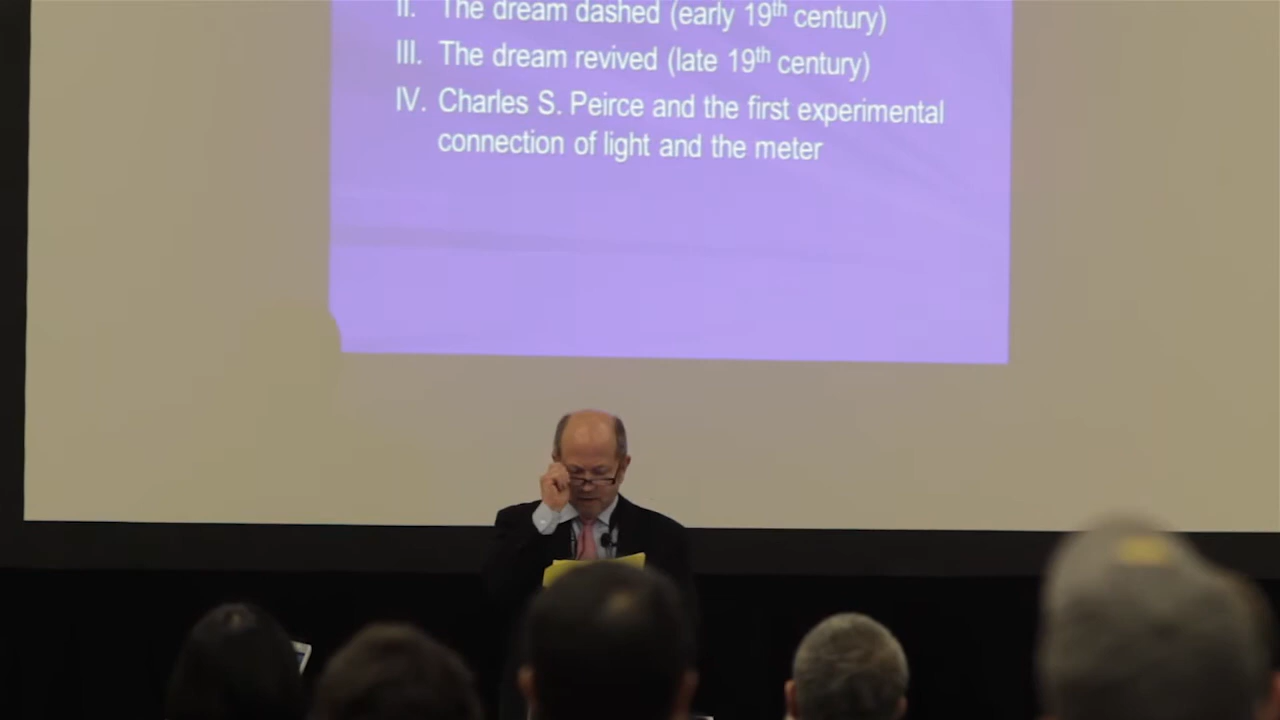 II. The dream dashed (early 19th century)
III. The dream revived (late 19th century)
IV. Charles S. Peirce and the first experimental
connection of light and the meter